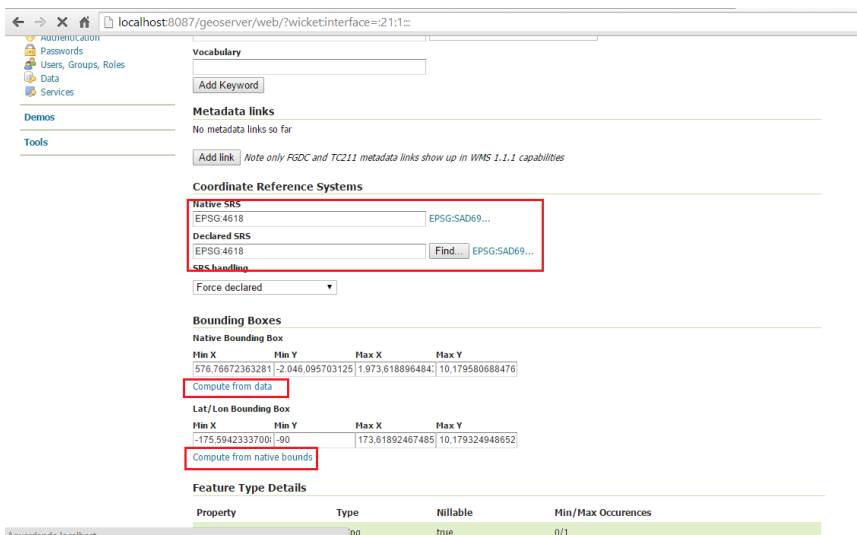 localhost:8087/geoserver/web/?wicket:interface=:21:1:::
Authentication
Passwords
Users, Groups, Roles
Data
Services
Demos
Tools
Vocabulary
Add Keyword
Metadata links
No metadata links so far
Add link Note only FGDC and TC211 metadata links show up in WMS 1.1.1 capabilities
Coordinate Reference Systems
Native SRS
EPSG:4618 EPSG:SAD69...
Declared SRS
EPSG:4618 Find... EPSG:SAD69...
SRS handling
Force declared
Bounding Boxes
Native Bounding Box
Min X Min Y Max X Max Y
576,76672363281 -2.046,095703125 1.973,6189648 10,179580688476
Compute from data
Lat/Lon Bounding Box
Min X Min Y Max X Max Y
-175,5942333700 -90 173,61892467485 10,179324948652
Compute from native bounds
Feature Type Details
Property Type Nillable Min/Max Occurences
true 0/1